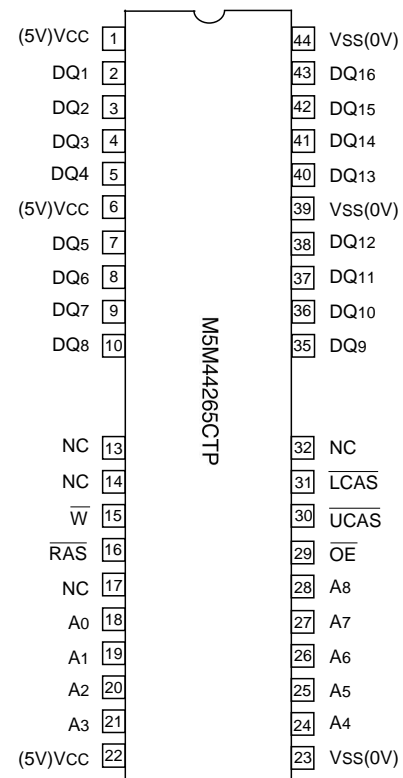 (5V)VCC 1 44 VSS(0V)
DQ1 2 43 DQ16
DQ2 3 42 DQ15
DQ3 4 41 DQ14
DQ4 5 40 DQ13
(5V)VCC 6 39 VSS(0V)
DQ5 7 38 DQ12
DQ6 8 37 DQ11
DQ7 9 36 DQ10
DQ8 10 35 DQ9
M5M44265CTP
NC 13 32 NC
NC 14 31 L̅C̅A̅S̅
W̅ 15 30 U̅C̅A̅S̅
R̅A̅S̅ 16 29 O̅E̅
NC 17 28 A8
A0 18 27 A7
A1 19 26 A6
A2 20 25 A5
A3 21 24 A4
(5V)VCC 22 23 VSS(0V)